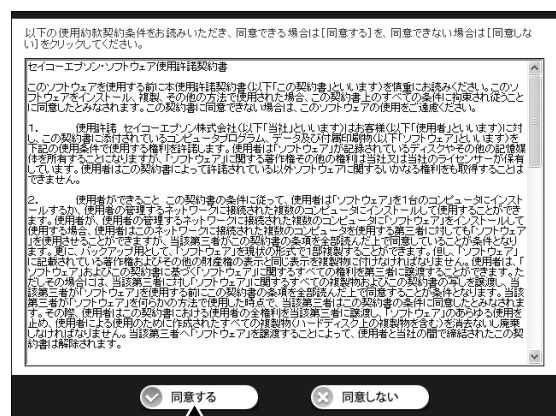 以下の使用約款契約条件をお読みいただき、同意できる場合は[同意する]を、同意できない場合は[同意しな
い]をクリックしてください。
セイコーエプソン・ソフトウェア使用許諾契約書
このソフトウェアを使用する前に本使用許諾契約書(以下「この契約書」といいます)を慎重にお読みください。このソ
フトウェアをインストール、複製、その他の方法で使用された場合、この契約書上のすべての条件に拘束され従うこと
に同意したとみなされます。この契約書に同意できない場合は、このソフトウェアの使用をご遠慮ください。
1. 使用許諾 セイコーエプソン株式会社(以下「当社」といいます)はお客様(以下「使用者」といいます)に対
し、この契約書に添付されているコンピュータプログラム、データ及び付帯印刷物(以下「ソフトウェア」といいます)を
下記の使用条件で使用する権利を許諾します。使用者は「ソフトウェア」が記録されているディスクやその他の記憶媒
体を所有することになりますが、「ソフトウェア」に関する著作権その他の権利は当社又は当社のライセンサーが保有
しています。使用者はこの契約書によって許諾されている以外ソフトウェアに関するいかなる権利をも取得することは
できません。
2. 使用者ができること この契約書の条件に従って、使用者は「ソフトウェア」を1台のコンピュータにインスト
ールするか、使用者の管理するネットワークに接続された複数のコンピュータにインストールして使用することができ
ます。使用者が、使用者の管理するネットワークに接続された複数のコンピュータに「ソフトウェア」をインストールして
使用する場合、使用者はこのネットワークに接続された複数のコンピュータを使用する第三者に対しても「ソフトウェア
」を使用させることができますが、当該第三者がこの契約書の条項を全部読んだ上で同意していることが条件となり
ます。更に、バックアップ用として、「ソフトウェア」を現状の形式で1部複製することができます。但し、「ソフトウェア」
に記載されている著作権およびその他の財産権の表示と同じ表示を複製物に付けなければなりません。使用者は、「
ソフトウェア」およびこの契約書に基づく「ソフトウェア」に関するすべての権利を第三者に譲渡することができます。た
だしその場合には、当該第三者に対し「ソフトウェア」に関するすべての複製物およびこの契約書の写しを譲渡し、当
該第三者が「ソフトウェア」を使用する前にこの契約書の条項を全部読んだ上で同意することが条件となります。当該
第三者が「ソフトウェア」を何らかの方法で使用した時点で、当該第三者はこの契約書の条件に同意したとみなされま
す。その際、使用者はこの契約書における使用者の全権利を当該第三者に譲渡し、「ソフトウェア」のあらゆる使用を
止め、使用者による使用のために作成されたすべての複製物(ハードディスク上の複製物を含む)を消去ないし廃棄
しなければなりません。当該第三者へ「ソフトウェア」を譲渡することによって、使用者と当社の間で締結されたこの契
約書は解除されます。
同意する 同意しない